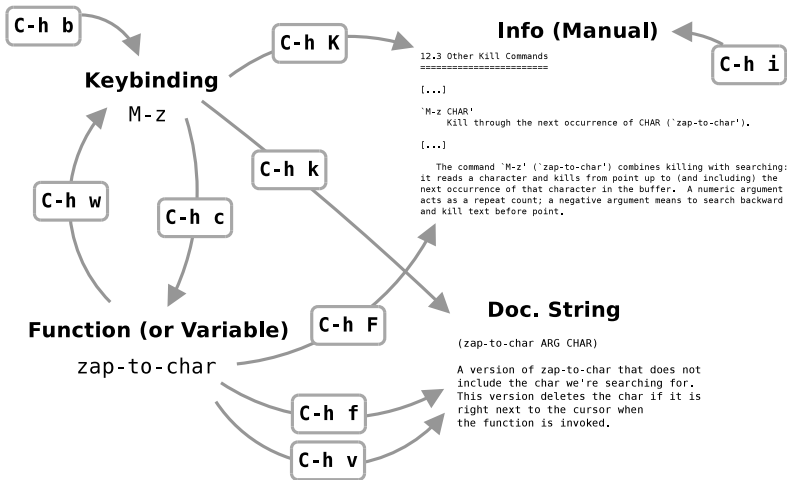 C-h b
C-h K
Info (Manual)
C-h i
Keybinding
M-z
12.3 Other Kill Commands
========================
[...]
`M-z CHAR'
Kill through the next occurrence of CHAR (`zap-to-char').
[...]
The command `M-z' (`zap-to-char') combines killing with searching:
it reads a character and kills from point up to (and including) the
next occurrence of that character in the buffer.  A numeric argument
acts as a repeat count; a negative argument means to search backward
and kill text before point.
C-h k
C-h w
C-h c
Function (or Variable)
zap-to-char
C-h F
C-h f
C-h v
Doc. String
(zap-to-char ARG CHAR)
A version of zap-to-char that does not
include the char we're searching for.
This version deletes the char if it is
right next to the cursor when
the function is invoked.